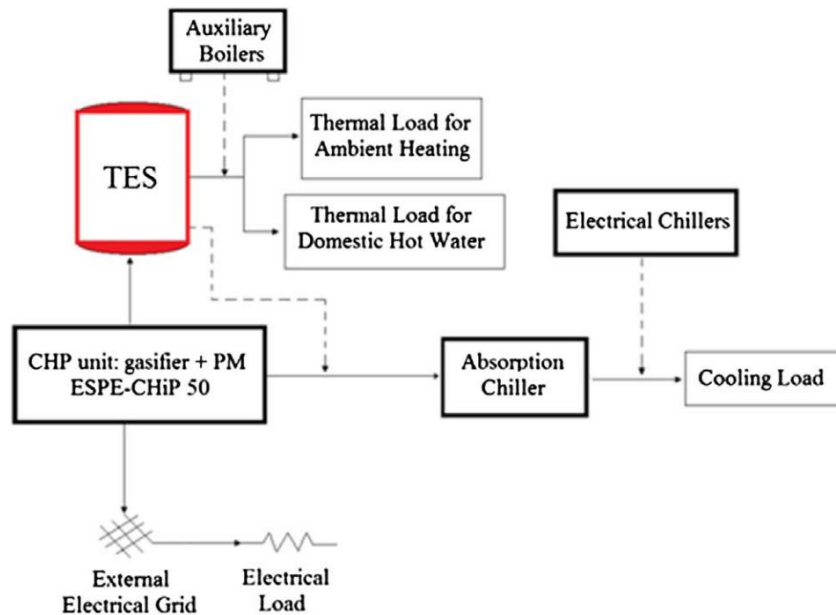 Auxiliary
Boilers
TES
Thermal Load for
Ambient Heating
Thermal Load for
Domestic Hot Water
Electrical Chillers
CHP unit: gasifier + PM
ESPE-CHiP 50
Absorption
Chiller
Cooling Load
External
Electrical Grid
Electrical
Load